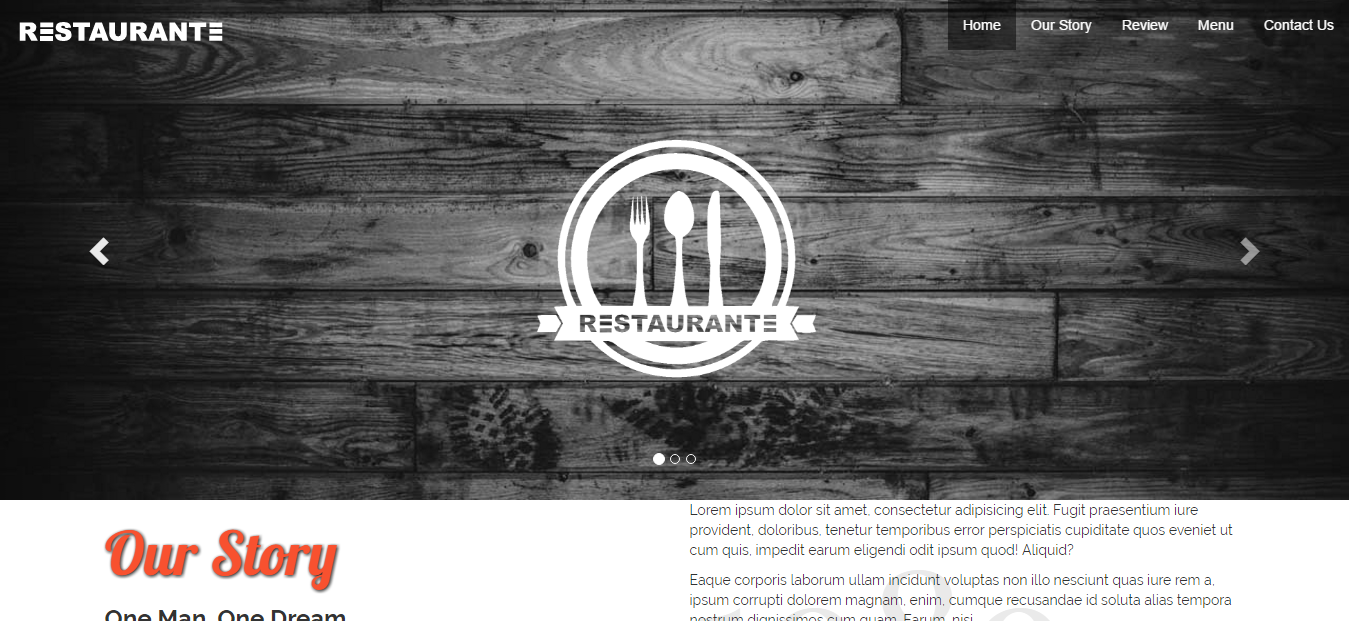 RESTAURANTE
Home Our Story Review Menu Contact Us
RESTAURANTE
Our Story
One Man, One Dream
Lorem ipsum dolor sit amet, consectetur adipisicing elit. Fugit praesentium iure
provident, doloribus, tenetur temporibus error perspiciatis cupiditate quos eveniet ut
cum quis, impedit earum eligendi odit ipsum quod! Aliquid?
Eaque corporis laborum ullam incidunt voluptas non illo nesciunt quas iure rem a,
ipsum corrupti dolorem magnam, enim, cumque recusandae id soluta alias tempora
nostrum dignissimos cum quam. Earum, nisi